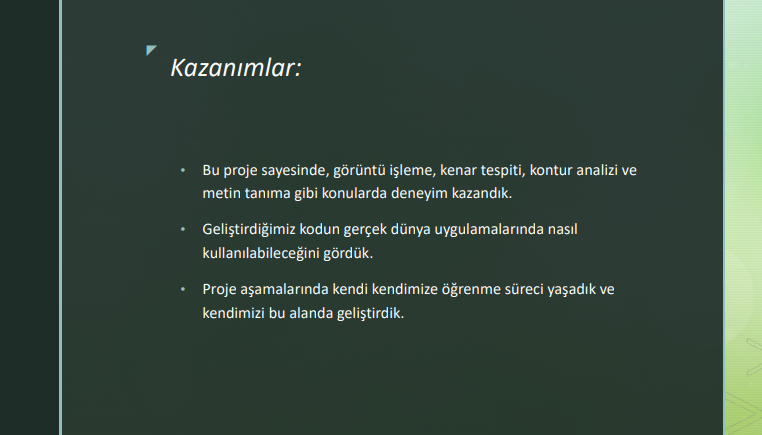 Kazanımlar:
• Bu proje sayesinde, görüntü işleme, kenar tespiti, kontur analizi ve
metin tanıma gibi konularda deneyim kazandık.
• Geliştirdiğimiz kodun gerçek dünya uygulamalarında nasıl
kullanılabileceğini gördük.
• Proje aşamalarında kendi kendimize öğrenme süreci yaşadık ve
kendimizi bu alanda geliştirdik.